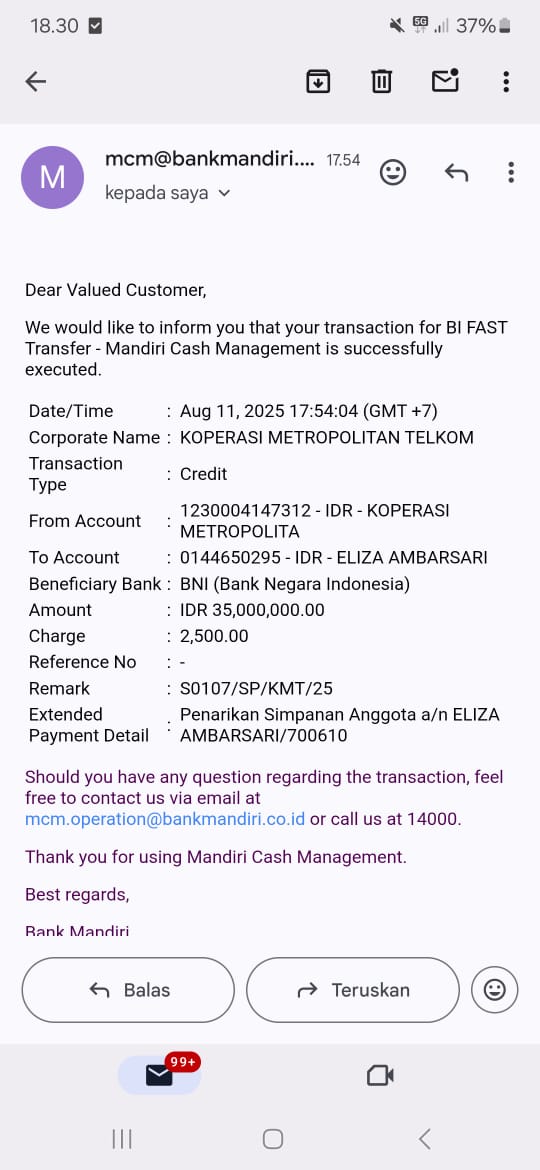 18.30
5G
37%
M
mcm@bankmandiri....
17.54
kepada saya
Dear Valued Customer,
We would like to inform you that your transaction for BI FAST
Transfer - Mandiri Cash Management is successfully
executed.
Date/Time : Aug 11, 2025 17:54:04 (GMT +7)
Corporate Name : KOPERASI METROPOLITAN TELKOM
Transaction
Type : Credit
From Account : 1230004147312 - IDR - KOPERASI
METROPOLITA
To Account : 0144650295 - IDR - ELIZA AMBARSARI
Beneficiary Bank : BNI (Bank Negara Indonesia)
Amount : IDR 35,000,000.00
Charge : 2,500.00
Reference No : -
Remark : S0107/SP/KMT/25
Extended
Payment Detail : Penarikan Simpanan Anggota a/n ELIZA
AMBARSARI/700610
Should you have any question regarding the transaction, feel
free to contact us via email at
mcm.operation@bankmandiri.co.id or call us at 14000.
Thank you for using Mandiri Cash Management.
Best regards,
Bank Mandiri
Balas
Teruskan
99+